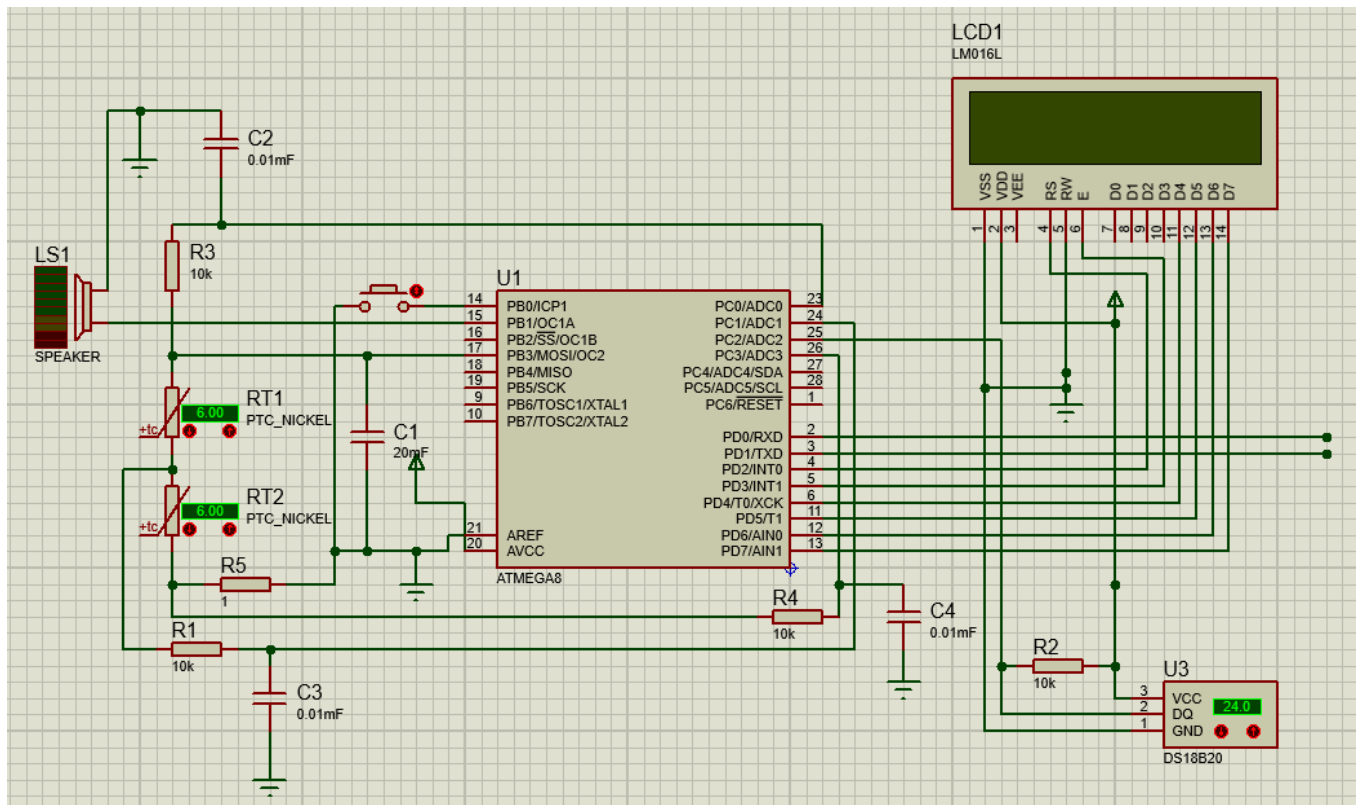 LCD1
LM016L
VSS
VDD
VEE
RS
RW
E
D0
D1
D2
D3
D4
D5
D6
D7
1
2
3
4
5
6
7
8
9
10
11
12
13
14
C2
0.01mF
LS1
SPEAKER
R3
10k
U1
14 PB0/ICP1
15 PB1/OC1A
16 PB2/SS/OC1B
17 PB3/MOSI/OC2
18 PB4/MISO
19 PB5/SCK
9 PB6/TOSC1/XTAL1
10 PB7/TOSC2/XTAL2
21 AREF
20 AVCC
PC0/ADC0 23
PC1/ADC1 24
PC2/ADC2 25
PC3/ADC3 26
PC4/ADC4/SDA 27
PC5/ADC5/SCL 28
PC6/RESET 1
PD0/RXD 2
PD1/TXD 3
PD2/INT0 4
PD3/INT1 5
PD4/T0/XCK 6
PD5/T1 11
PD6/AIN0 12
PD7/AIN1 13
ATMEGA8
RT1
6.00
PTC_NICKEL
+tc
C1
20mF
RT2
6.00
PTC_NICKEL
+tc
R5
1
R4
10k
C4
0.01mF
R1
10k
C3
0.01mF
R2
10k
U3
3 VCC
2 DQ
1 GND
24.0
DS18B20